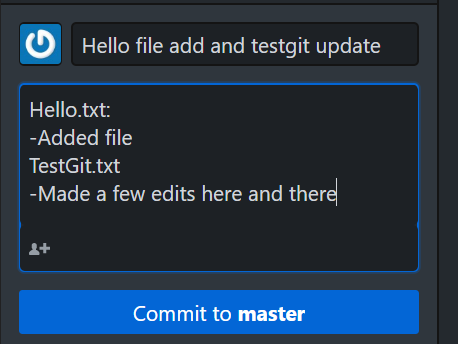 Hello file add and testgit update
Hello.txt:
-Added file
TestGit.txt
-Made a few edits here and there
Commit to master